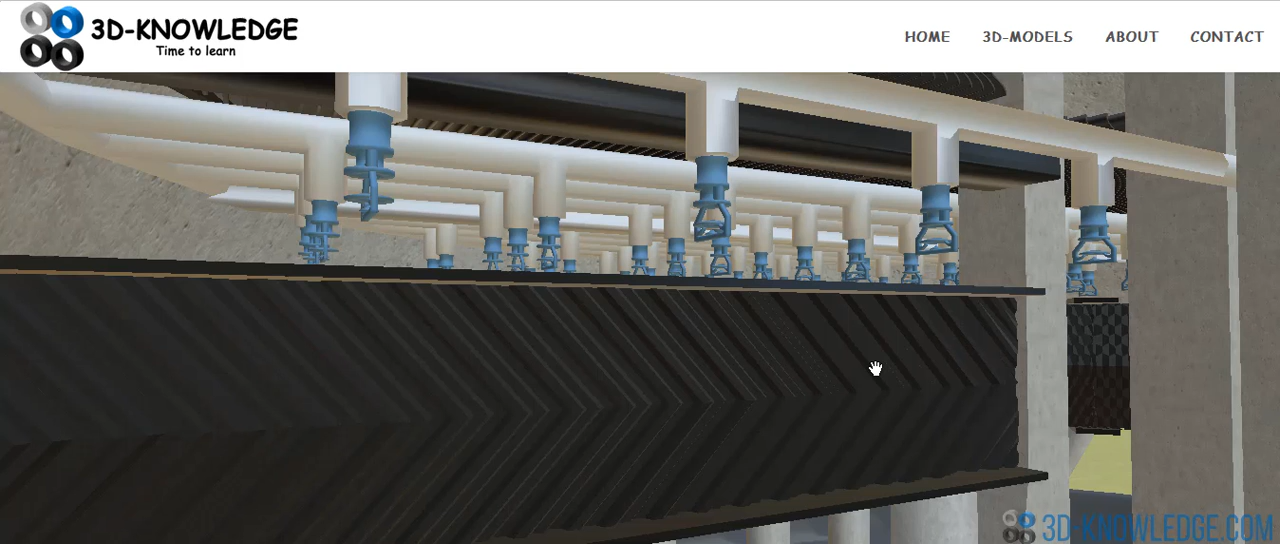 3D-KNOWLEDGE
Time to learn
HOME 3D-MODELS ABOUT CONTACT
3D-KNOWLEDGE.COM